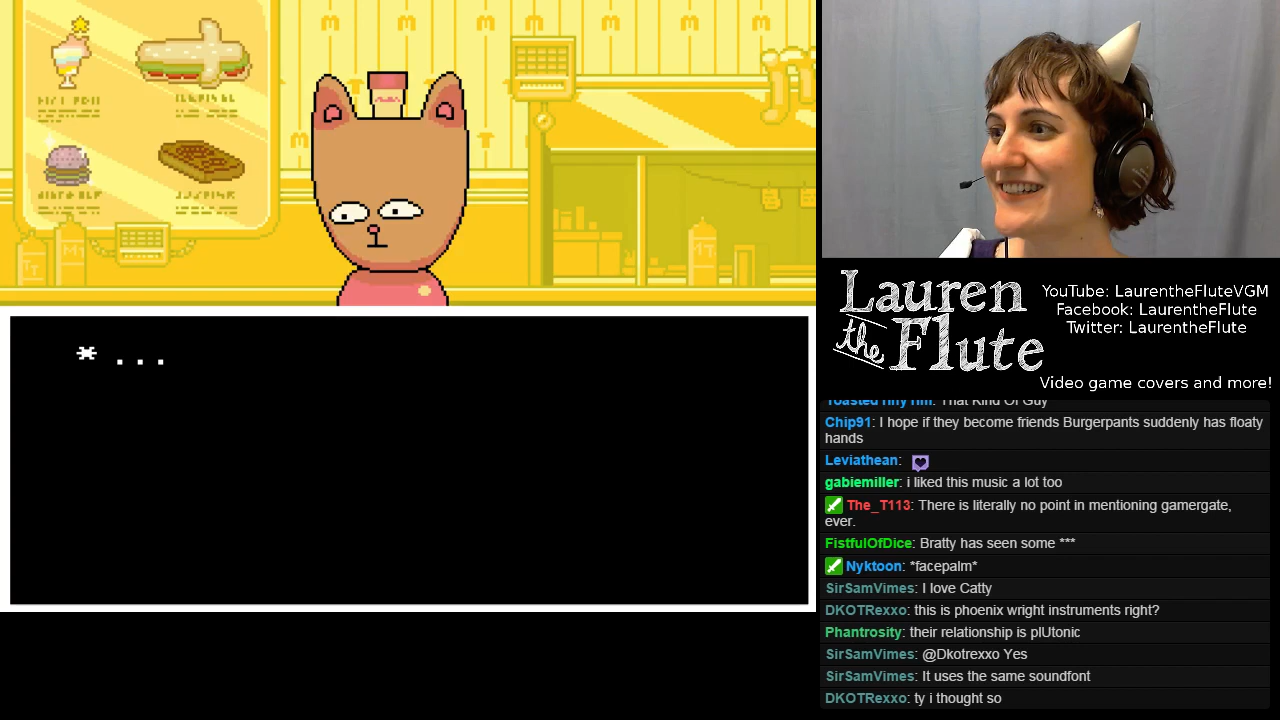 * ...
Lauren
the
Flute
YouTube: LaurentheFluteVGM
Facebook: LaurentheFlute
Twitter: LaurentheFlute
Video game covers and more!
That Kind Of Guy
Chip91: I hope if they become friends Burgerpants suddenly has floaty
hands
Leviathean:
gabiemiller: i liked this music a lot too
The_T113: There is literally no point in mentioning gamergate,
ever.
FistfulOfDice: Bratty has seen some ***
Nyktoon: *facepalm*
SirSamVimes: I love Catty
DKOTRexxo: this is phoenix wright instruments right?
Phantrosity: their relationship is plUtonic
SirSamVimes: @Dkotrexxo Yes
SirSamVimes: It uses the same soundfont
DKOTRexxo: ty i thought so